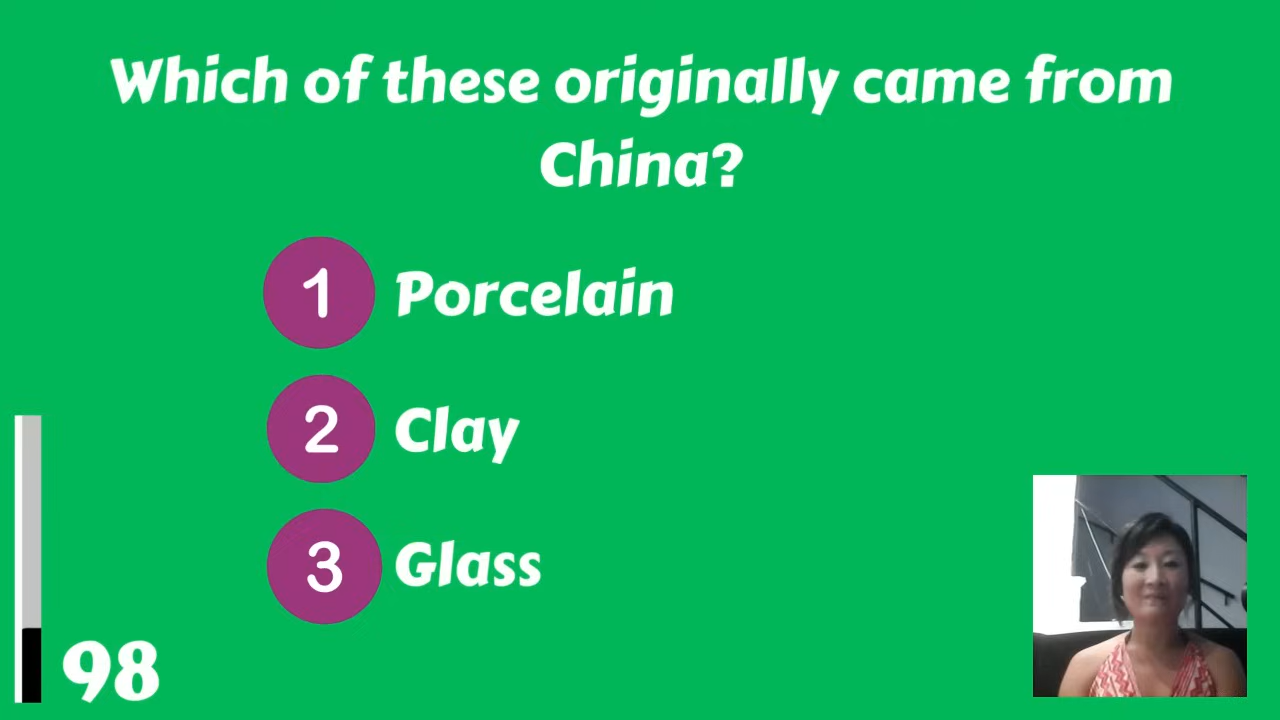 Which of these originally came from
China?
1 Porcelain
2 Clay
3 Glass
98